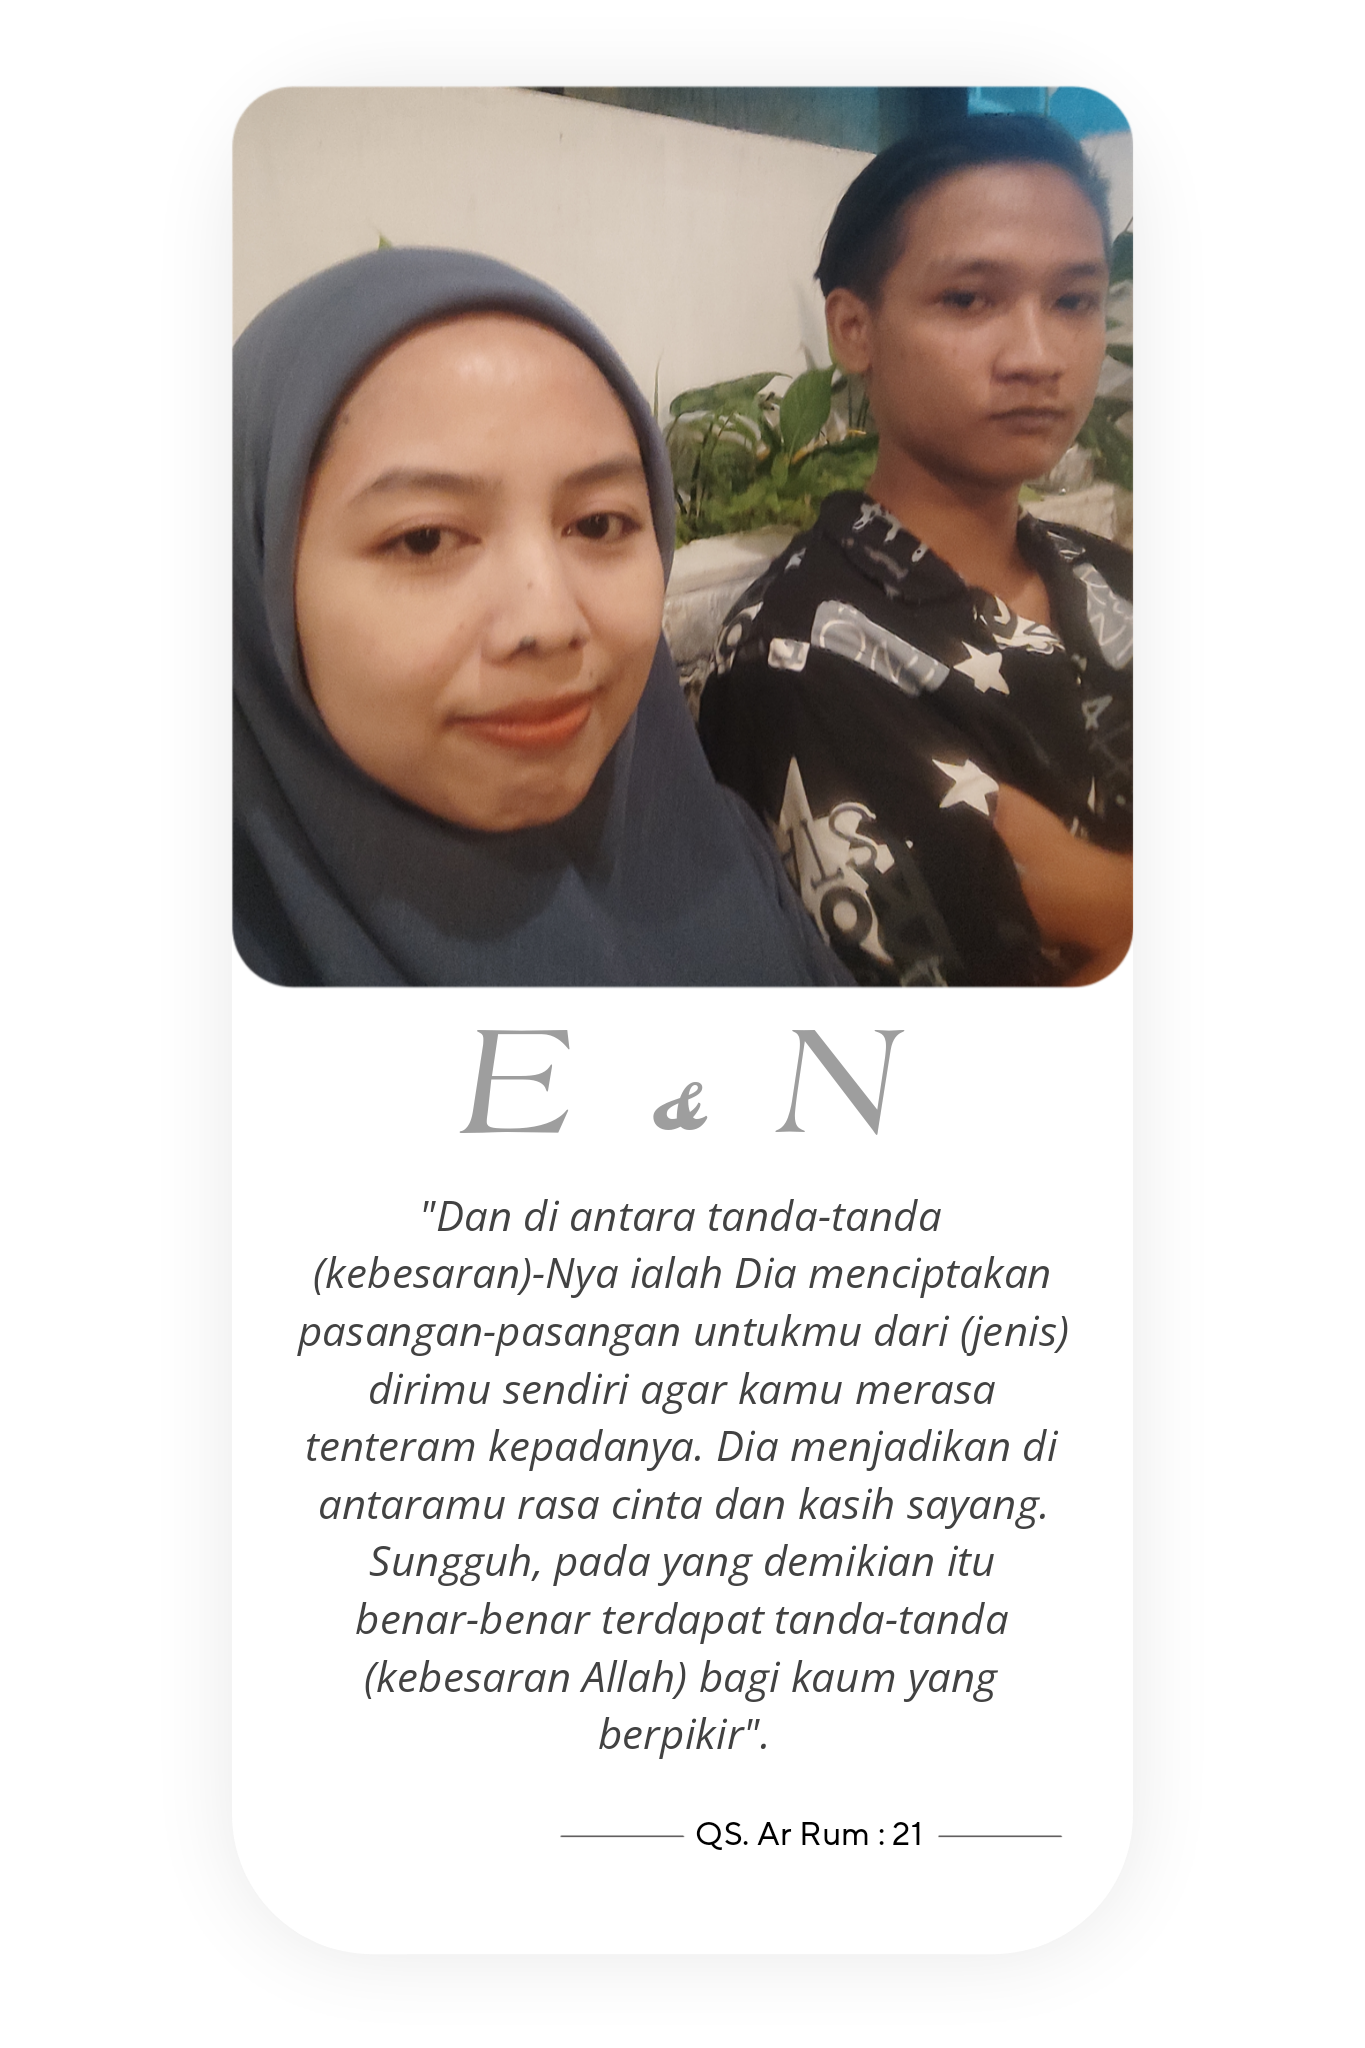 E & N
"Dan di antara tanda-tanda
(kebesaran)-Nya ialah Dia menciptakan
pasangan-pasangan untukmu dari (jenis)
dirimu sendiri agar kamu merasa
tenteram kepadanya. Dia menjadikan di
antaramu rasa cinta dan kasih sayang.
Sungguh, pada yang demikian itu
benar-benar terdapat tanda-tanda
(kebesaran Allah) bagi kaum yang
berpikir".
QS. Ar Rum : 21